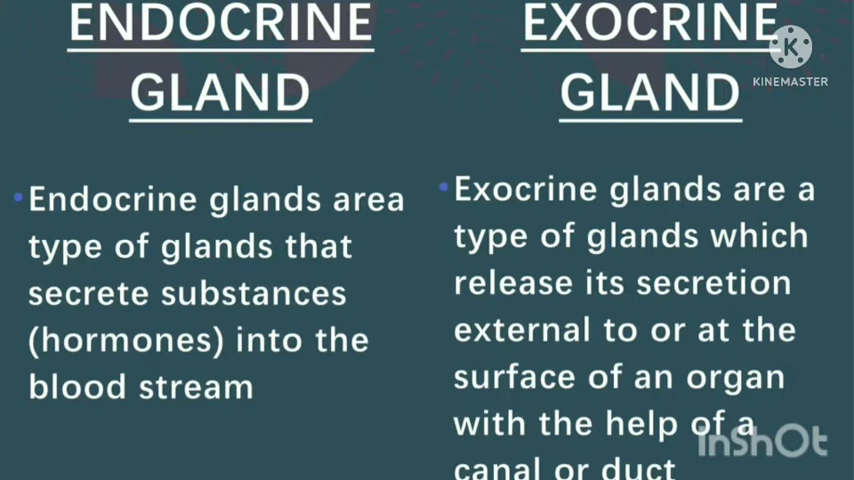 ENDOCRINE
GLAND
• Endocrine glands area
type of glands that
secrete substances
(hormones) into the
blood stream
EXOCRINE
GLAND
• Exocrine glands are a
type of glands which
release its secretion
external to or at the
surface of an organ
with the help of a
canal or duct
K
KINEMASTER
InShOt